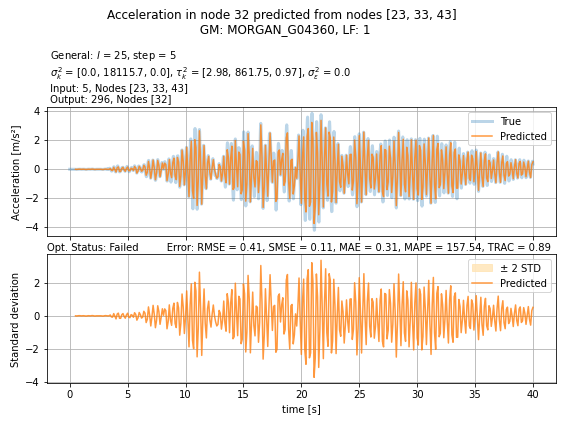 Acceleration in node 32 predicted from nodes [23, 33, 43]
GM: MORGAN_G04360, LF: 1
General: l = 25, step = 5
σ²ₖ = [0.0, 18115.7, 0.0], τ²ₖ = [2.98, 861.75, 0.97], σ²ε = 0.0
Input: 5, Nodes [23, 33, 43]
Output: 296, Nodes [32]
4
2
0
−2
−4
Acceleration [m/s²]
True
Predicted
Opt. Status: Failed
Error: RMSE = 0.41, SMSE = 0.11, MAE = 0.31, MAPE = 157.54, TRAC = 0.89
2
0
−2
−4
Standard deviation
± 2 STD
Predicted
0 5 10 15 20 25 30 35 40
time [s]